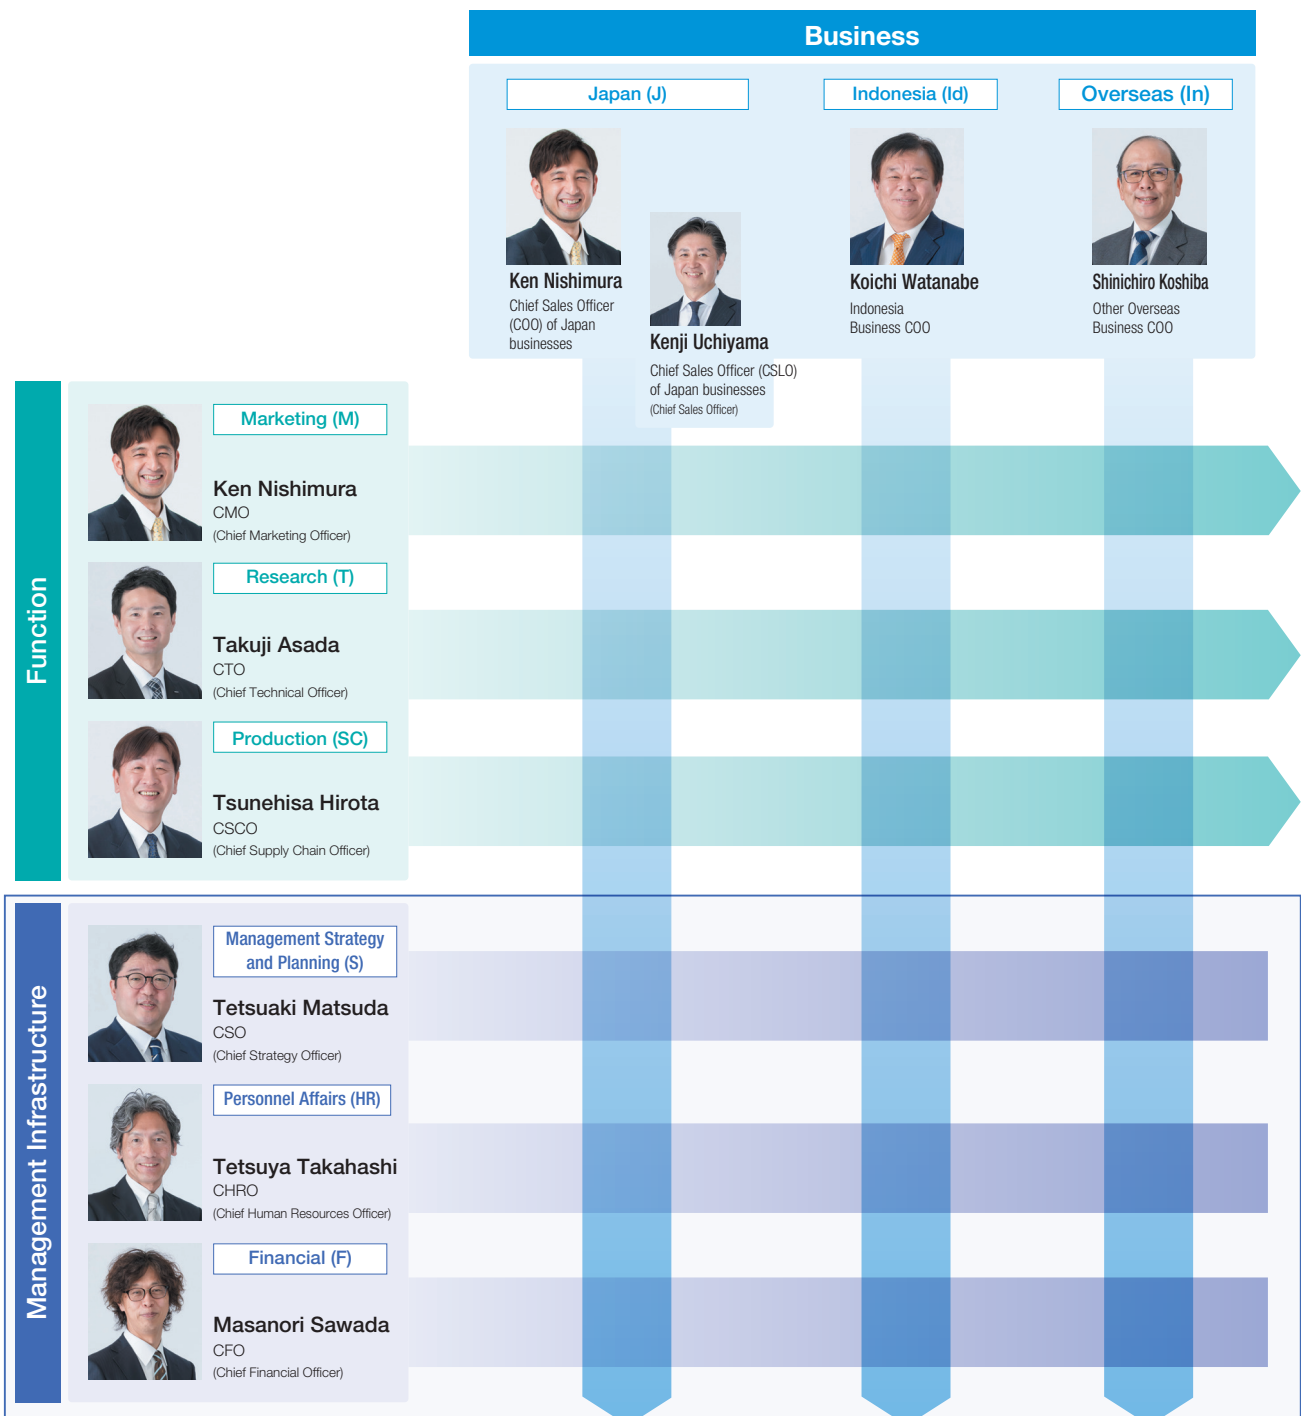 Business
Japan (J)
Indonesia (Id)
Overseas (In)
Ken Nishimura
Chief Sales Officer
(COO) of Japan
businesses
Kenji Uchiyama
Chief Sales Officer (CSLO)
of Japan businesses
(Chief Sales Officer)
Koichi Watanabe
Indonesia
Business COO
Shinichiro Koshiba
Other Overseas
Business COO
Function
Marketing (M)
Ken Nishimura
CMO
(Chief Marketing Officer)
Research (T)
Takuji Asada
CTO
(Chief Technical Officer)
Production (SC)
Tsunehisa Hirota
CSCO
(Chief Supply Chain Officer)
Management Infrastructure
Management Strategy
and Planning (S)
Tetsuaki Matsuda
CSO
(Chief Strategy Officer)
Personnel Affairs (HR)
Tetsuya Takahashi
CHRO
(Chief Human Resources Officer)
Financial (F)
Masanori Sawada
CFO
(Chief Financial Officer)